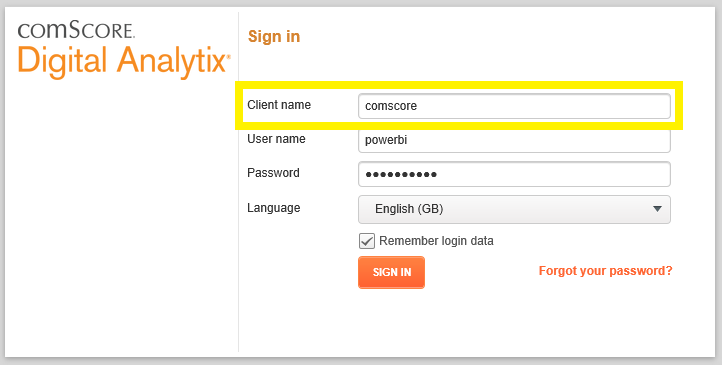 COMSCORE.
Digital Analytix®
Sign in
Client name
comscore
User name
powerbi
Password
●●●●●●●●●●
Language
English (GB)
Remember login data
SIGN IN
Forgot your password?